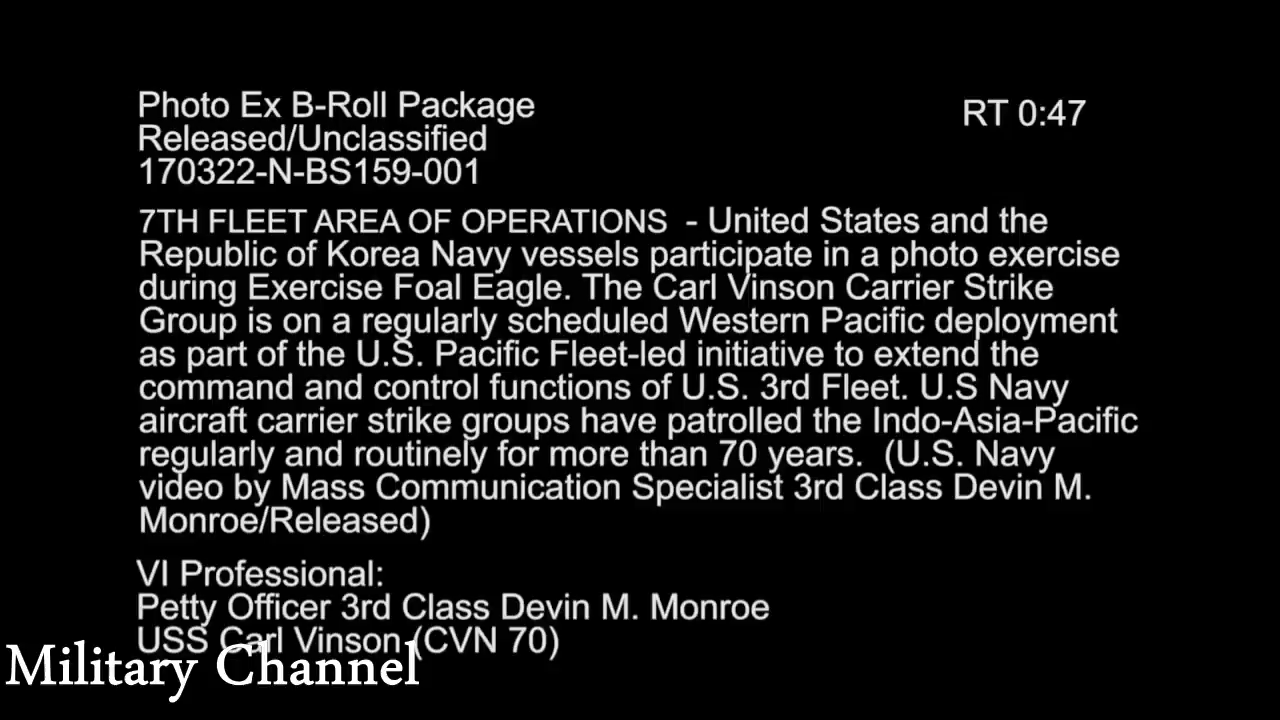 Photo Ex B-Roll Package
RT 0:47
Released/Unclassified
170322-N-BS159-001
7TH FLEET AREA OF OPERATIONS - United States and the
Republic of Korea Navy vessels participate in a photo exercise
during Exercise Foal Eagle. The Carl Vinson Carrier Strike
Group is on a regularly scheduled Western Pacific deployment
as part of the U.S. Pacific Fleet-led initiative to extend the
command and control functions of U.S. 3rd Fleet. U.S Navy
aircraft carrier strike groups have patrolled the Indo-Asia-Pacific
regularly and routinely for more than 70 years. (U.S. Navy
video by Mass Communication Specialist 3rd Class Devin M.
Monroe/Released)
VI Professional:
Petty Officer 3rd Class Devin M. Monroe
USS Carl Vinson (CVN 70)
Military Channel